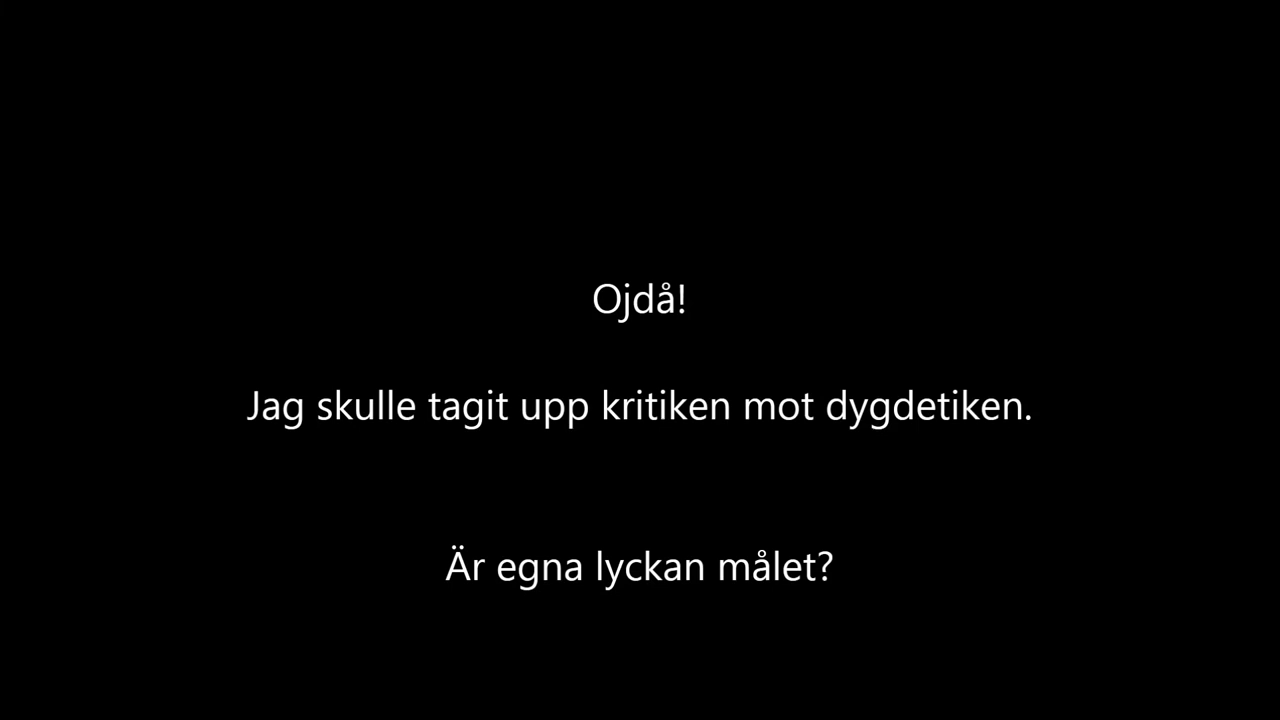 Ojdå!
Jag skulle tagit upp kritiken mot dygdetiken.
Är egna lyckan målet?